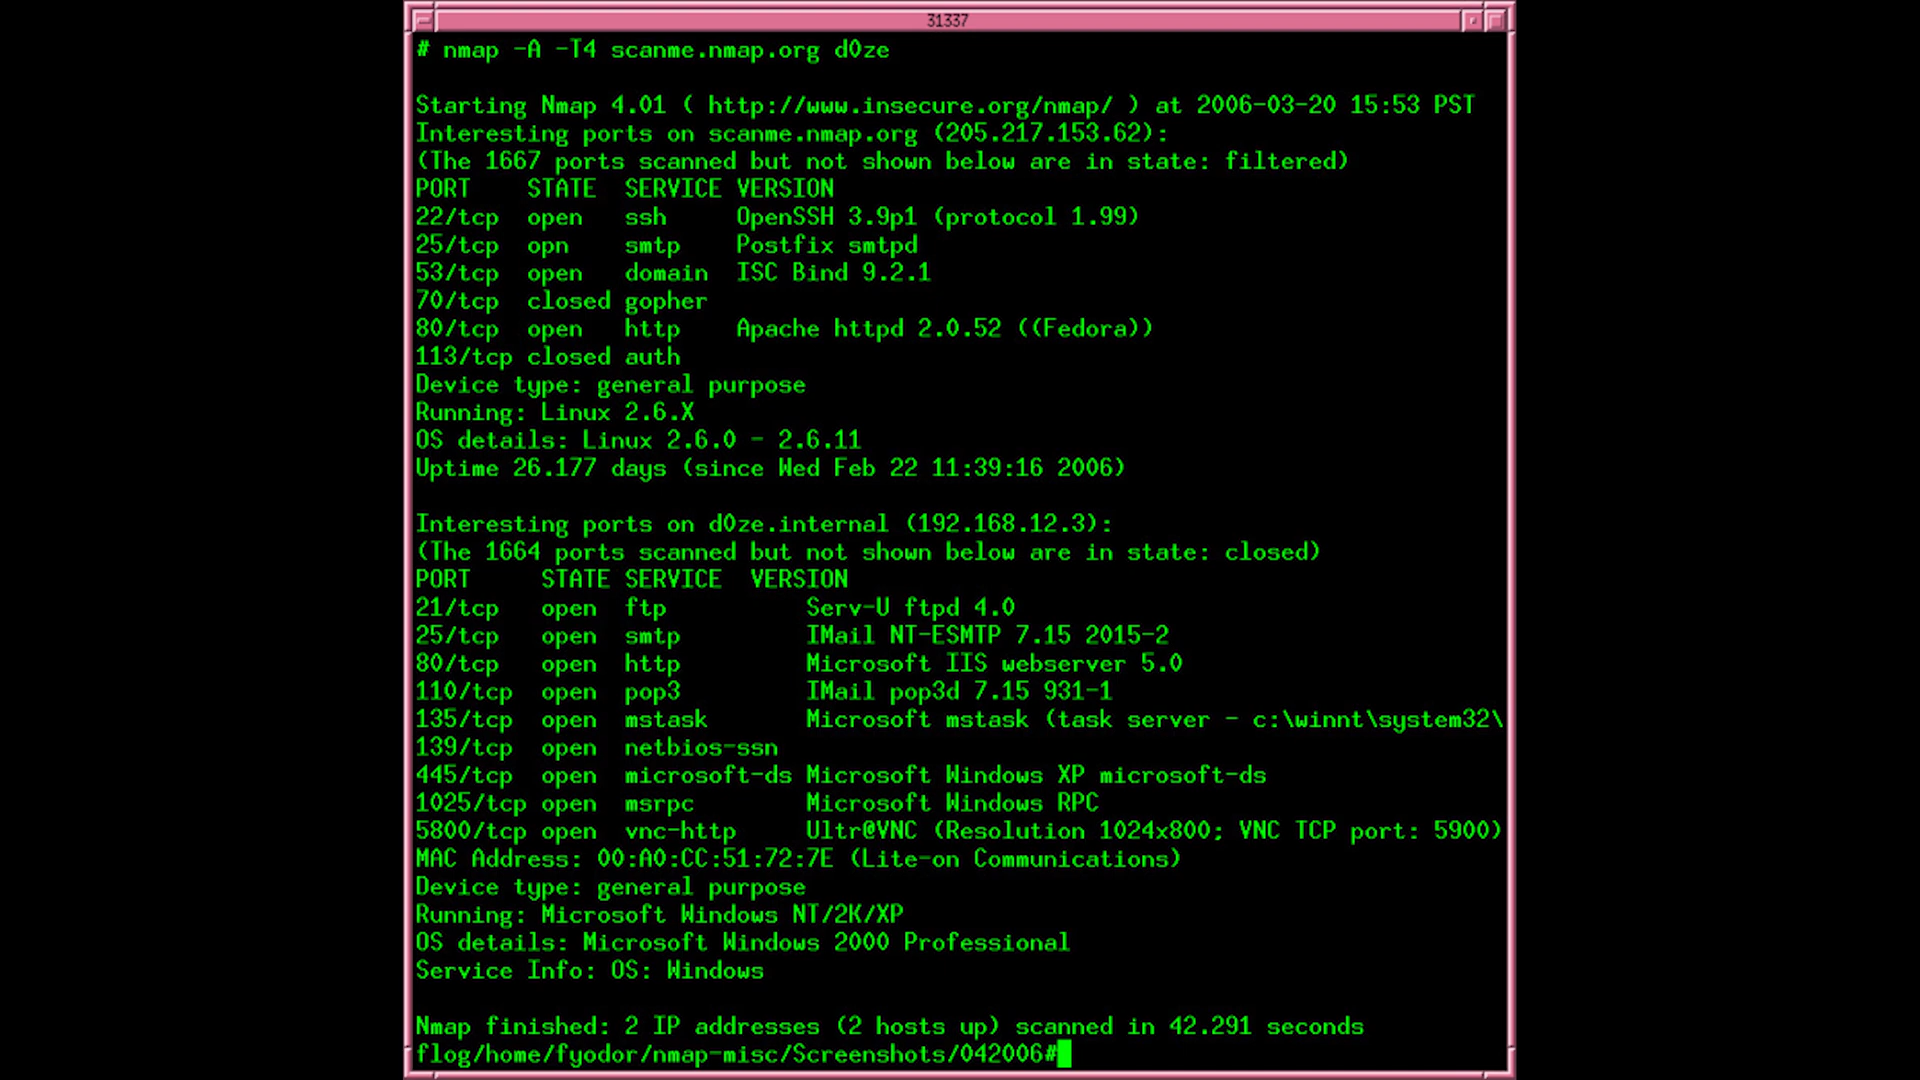 31337
# nmap -A -T4 scanme.nmap.org d0ze
Starting Nmap 4.01 ( http://www.insecure.org/nmap/ ) at 2006-03-20 15:53 PST
Interesting ports on scanme.nmap.org (205.217.153.62):
(The 1667 ports scanned but not shown below are in state: filtered)
PORT    STATE  SERVICE VERSION
22/tcp  open   ssh     OpenSSH 3.9p1 (protocol 1.99)
25/tcp  opn    smtp    Postfix smtpd
53/tcp  open   domain  ISC Bind 9.2.1
70/tcp  closed gopher
80/tcp  open   http    Apache httpd 2.0.52 ((Fedora))
113/tcp closed auth
Device type: general purpose
Running: Linux 2.6.X
OS details: Linux 2.6.0 - 2.6.11
Uptime 26.177 days (since Wed Feb 22 11:39:16 2006)
Interesting ports on d0ze.internal (192.168.12.3):
(The 1664 ports scanned but not shown below are in state: closed)
PORT     STATE SERVICE  VERSION
21/tcp   open  ftp          Serv-U ftpd 4.0
25/tcp   open  smtp         IMail NT-ESMTP 7.15 2015-2
80/tcp   open  http         Microsoft IIS webserver 5.0
110/tcp  open  pop3         IMail pop3d 7.15 931-1
135/tcp  open  mstask       Microsoft mstask (task server - c:\winnt\system32\
139/tcp  open  netbios-ssn
445/tcp  open  microsoft-ds Microsoft Windows XP microsoft-ds
1025/tcp open  msrpc        Microsoft Windows RPC
5800/tcp open  vnc-http     Ultr@VNC (Resolution 1024x800; VNC TCP port: 5900)
MAC Address: 00:A0:CC:51:72:7E (Lite-on Communications)
Device type: general purpose
Running: Microsoft Windows NT/2K/XP
OS details: Microsoft Windows 2000 Professional
Service Info: OS: Windows
Nmap finished: 2 IP addresses (2 hosts up) scanned in 42.291 seconds
flog/home/fyodor/nmap-misc/Screenshots/042006#